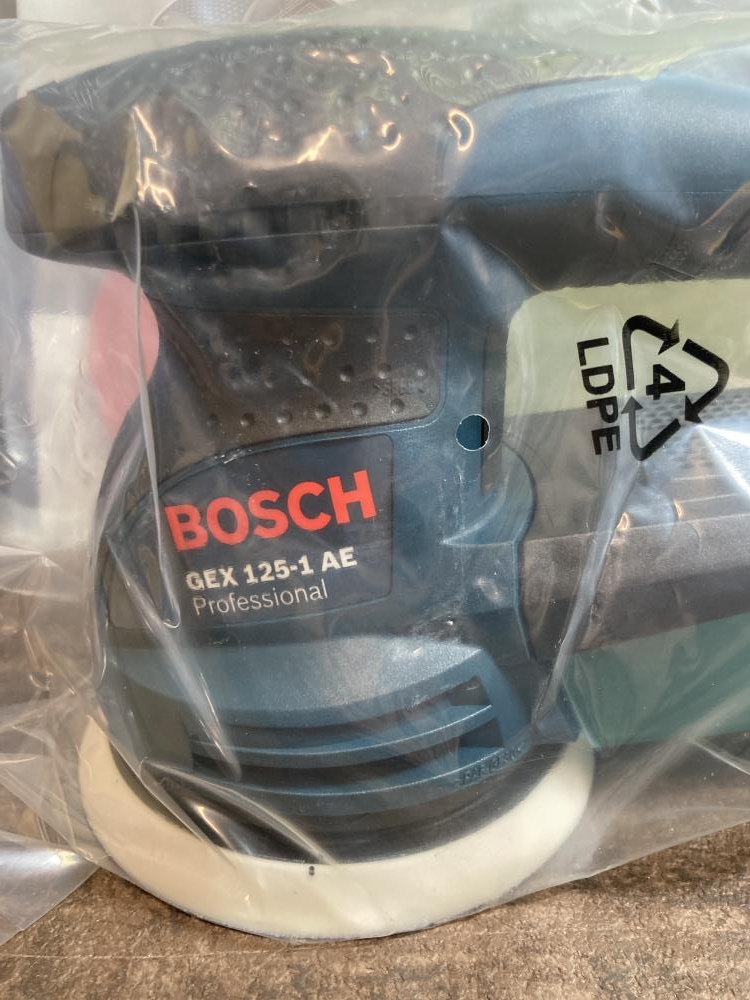 BOSCH
GEX 125-1 AE
Professional
4
LDPE